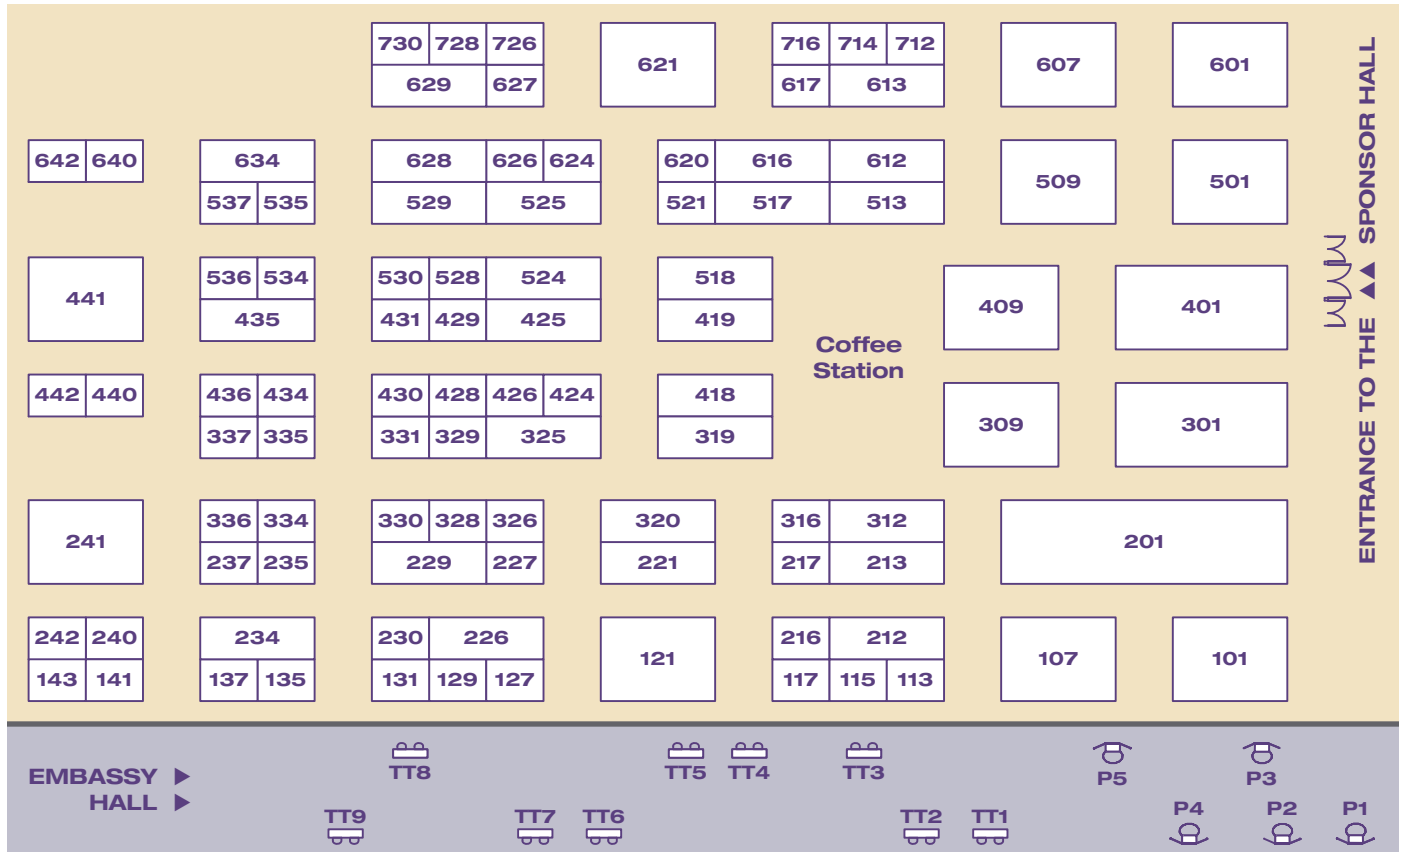 730 728 726
621
716 714 712
607
601
629 627
617 613
642 640
634
628 626 624
620 616 612
509
501
537 535
529 525
521 517 513
441
536 534
530 528 524
518
409
401
435
431 429 425
419
Coffee
Station
442 440
436 434
430 428 426 424
418
309
301
337 335
331 329 325
319
241
336 334
330 328 326
320
316 312
201
237 235
229 227
221
217 213
242 240
234
230 226
121
216 212
107
101
143 141
137 135
131 129 127
117 115 113
ENTRANCE TO THE ▲▲ SPONSOR HALL
EMBASSY ▶
HALL ▶
TT8
TT5
TT4
TT3
P5
P3
TT9
TT7
TT6
TT2
TT1
P4
P2
P1